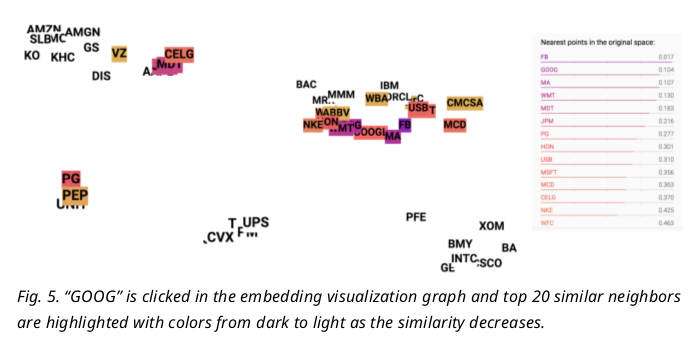 AMZN AMGN
SLB
GS
KO KHC VZ CELG
MDT
DIS
BAC IBM
MMM WBA
CMCSA
ABBV USB T
NKE FB MCD
GOOGL MA
PG
PEP
T UPS
CVX
PFE
XOM
BMY BA
INTC
GE
Nearest points in the original space:
FB 0.017
GOOG 0.104
MA 0.107
WMT 0.130
MDT 0.183
JPM 0.216
PG 0.277
HON 0.301
USB 0.310
MSFT 0.356
MCD 0.363
CELG 0.370
NKE 0.425
WFC 0.463
Fig. 5. “GOOG” is clicked in the embedding visualization graph and top 20 similar neighbors
are highlighted with colors from dark to light as the similarity decreases.